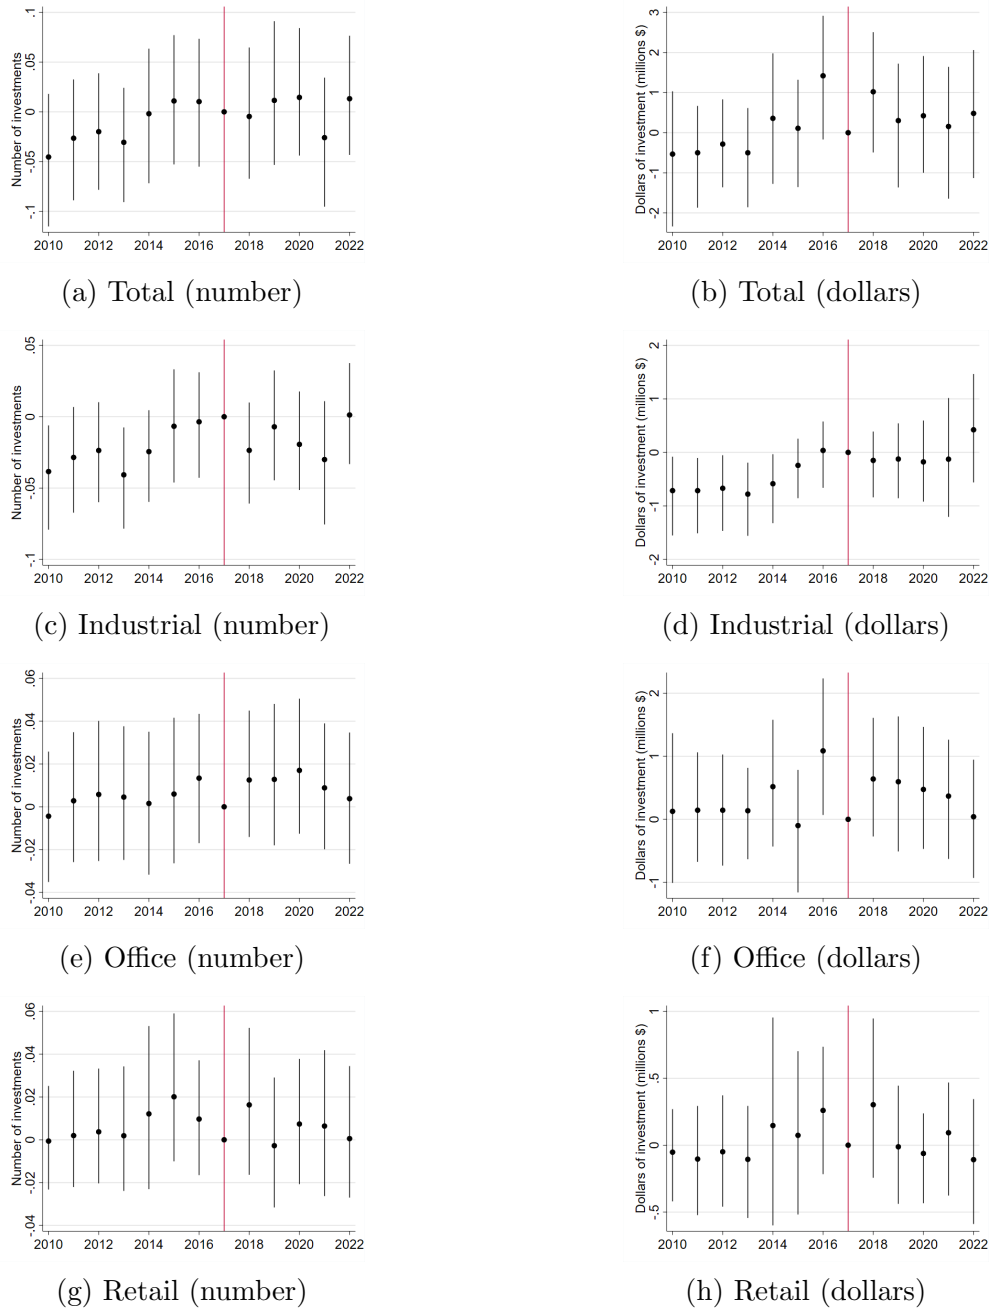 Number of investments
.1
.05
0
-.05
-.1
2010 2012 2014 2016 2018 2020 2022
(a) Total (number)
Dollars of investment (millions $)
3
2
1
0
-1
-2
2010 2012 2014 2016 2018 2020 2022
(b) Total (dollars)
Number of investments
.05
0
-.05
-.1
2010 2012 2014 2016 2018 2020 2022
(c) Industrial (number)
Dollars of investment (millions $)
2
1
0
-1
-2
2010 2012 2014 2016 2018 2020 2022
(d) Industrial (dollars)
Number of investments
.06
.04
.02
0
-.02
-.04
2010 2012 2014 2016 2018 2020 2022
(e) Office (number)
Dollars of investment (millions $)
2
1
0
-1
2010 2012 2014 2016 2018 2020 2022
(f) Office (dollars)
Number of investments
.06
.04
.02
0
-.02
-.04
2010 2012 2014 2016 2018 2020 2022
(g) Retail (number)
Dollars of investment (millions $)
1
.5
0
-.5
2010 2012 2014 2016 2018 2020 2022
(h) Retail (dollars)